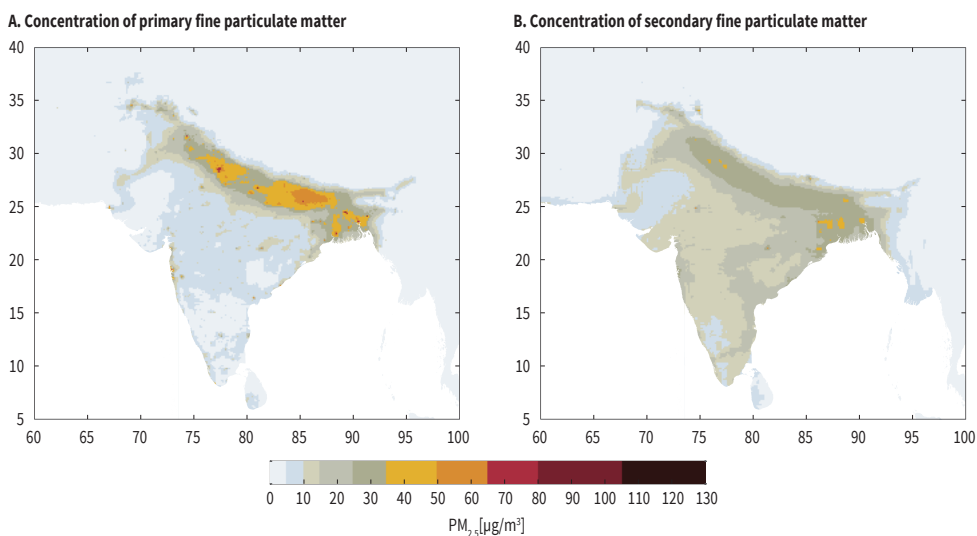 A. Concentration of primary fine particulate matter
B. Concentration of secondary fine particulate matter
40
35
30
25
20
15
10
5
60 65 70 75 80 85 90 95 100
40
35
30
25
20
15
10
5
60 65 70 75 80 85 90 95 100
0 10 20 30 40 50 60 70 80 90 100 110 120 130
PM2.5[µg/m³]